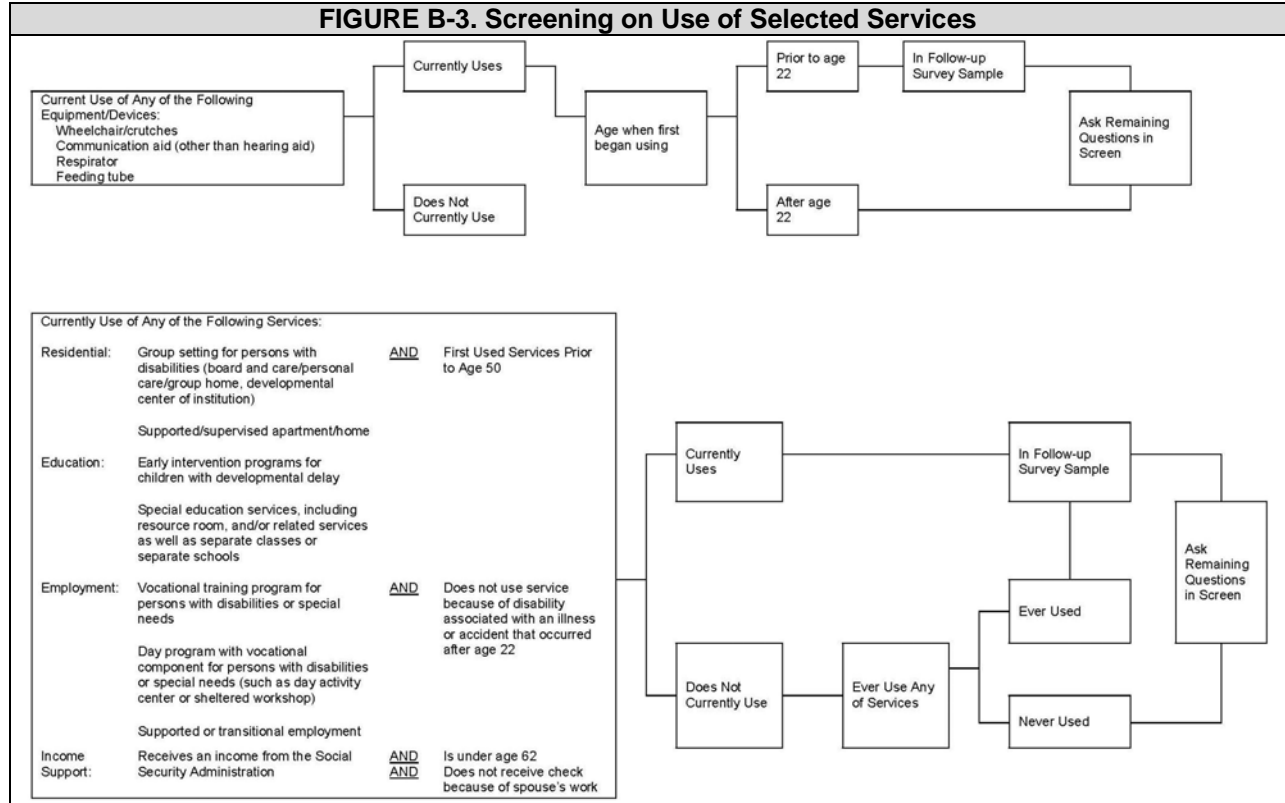 FIGURE B-3. Screening on Use of Selected Services
Current Use of Any of the Following
Equipment/Devices:
Wheelchair/crutches
Communication aid (other than hearing aid)
Respirator
Feeding tube
Currently Uses
Does Not
Currently Use
Age when first
began using
Prior to age
22
After age
22
In Follow-up
Survey Sample
Ask Remaining
Questions in
Screen
Currently Use of Any of the Following Services:
Residential: Group setting for persons with AND First Used Services Prior
disabilities (board and care/personal to Age 50
care/group home, developmental
center of institution)
Supported/supervised apartment/home
Education: Early intervention programs for
children with developmental delay
Special education services, including
resource room, and/or related services
as well as separate classes or
separate schools
Employment: Vocational training program for AND Does not use service
persons with disabilities or special because of disability
needs associated with an illness
or accident that occurred
Day program with vocational after age 22
component for persons with disabilities
or special needs (such as day activity
center or sheltered workshop)
Supported or transitional employment
Income Receives an income from the Social AND Is under age 62
Support: Security Administration AND Does not receive check
because of spouse's work
Currently
Uses
Does Not
Currently Use
Ever Use Any
of Services
In Follow-up
Survey Sample
Ever Used
Never Used
Ask
Remaining
Questions
in Screen